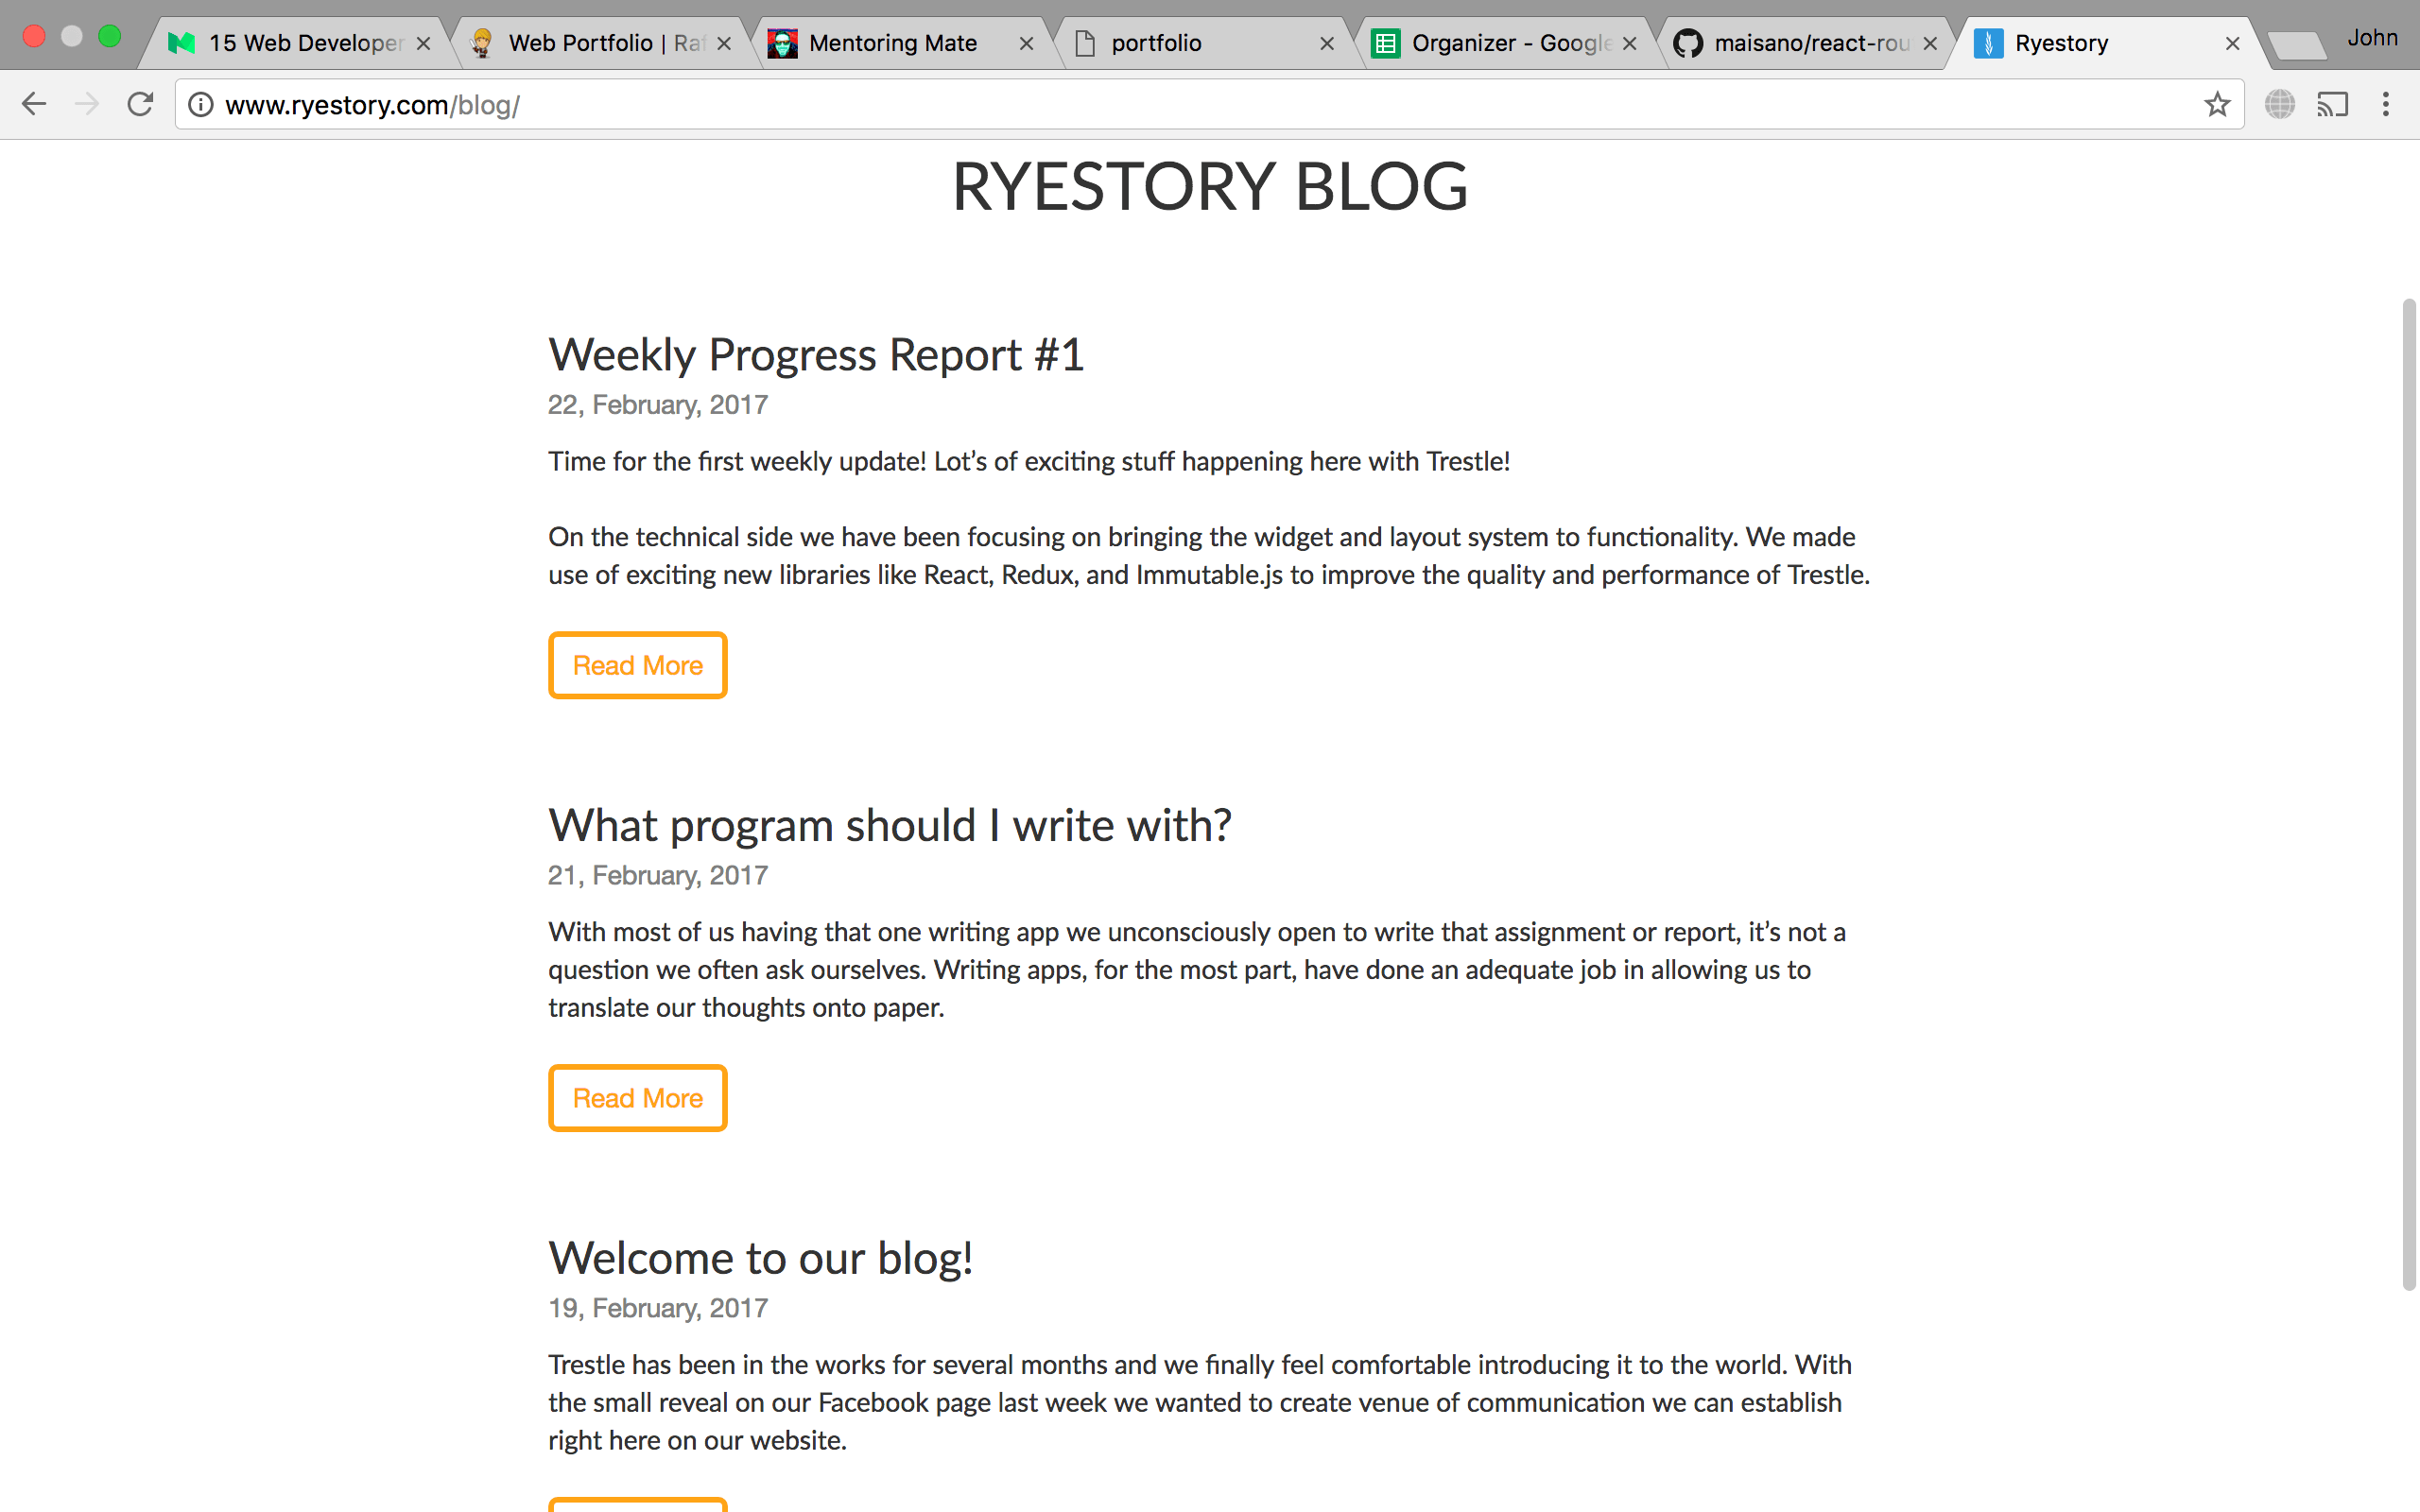 15 Web Developer
Web Portfolio | Raf
Mentoring Mate
portfolio
Organizer - Google
maisano/react-rou
Ryestory
John
www.ryestory.com/blog/
RYESTORY BLOG
Weekly Progress Report #1
22, February, 2017
Time for the first weekly update! Lot’s of exciting stuff happening here with Trestle!
On the technical side we have been focusing on bringing the widget and layout system to functionality. We made
use of exciting new libraries like React, Redux, and Immutable.js to improve the quality and performance of Trestle.
Read More
What program should I write with?
21, February, 2017
With most of us having that one writing app we unconsciously open to write that assignment or report, it’s not a
question we often ask ourselves. Writing apps, for the most part, have done an adequate job in allowing us to
translate our thoughts onto paper.
Read More
Welcome to our blog!
19, February, 2017
Trestle has been in the works for several months and we finally feel comfortable introducing it to the world. With
the small reveal on our Facebook page last week we wanted to create venue of communication we can establish
right here on our website.